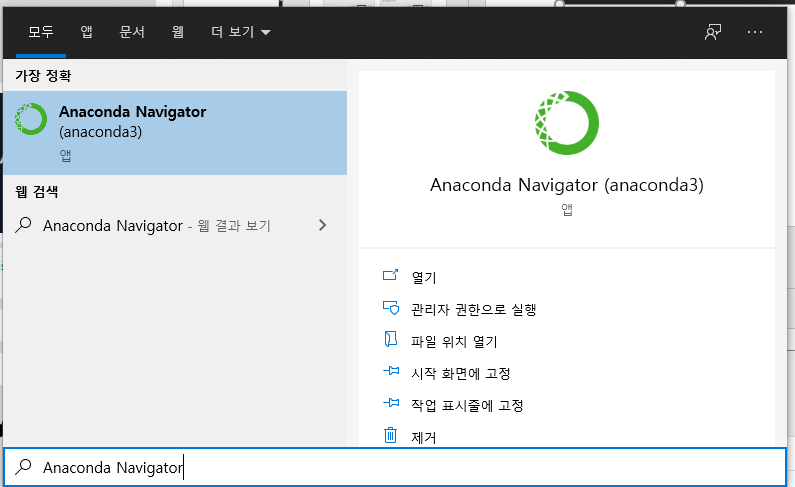 모두 앱 문서 웹 더 보기
가장 정확
Anaconda Navigator
(anaconda3)
앱
웹 검색
Anaconda Navigator - 웹 결과 보기
Anaconda Navigator (anaconda3)
앱
열기
관리자 권한으로 실행
파일 위치 열기
시작 화면에 고정
작업 표시줄에 고정
제거
Anaconda Navigator